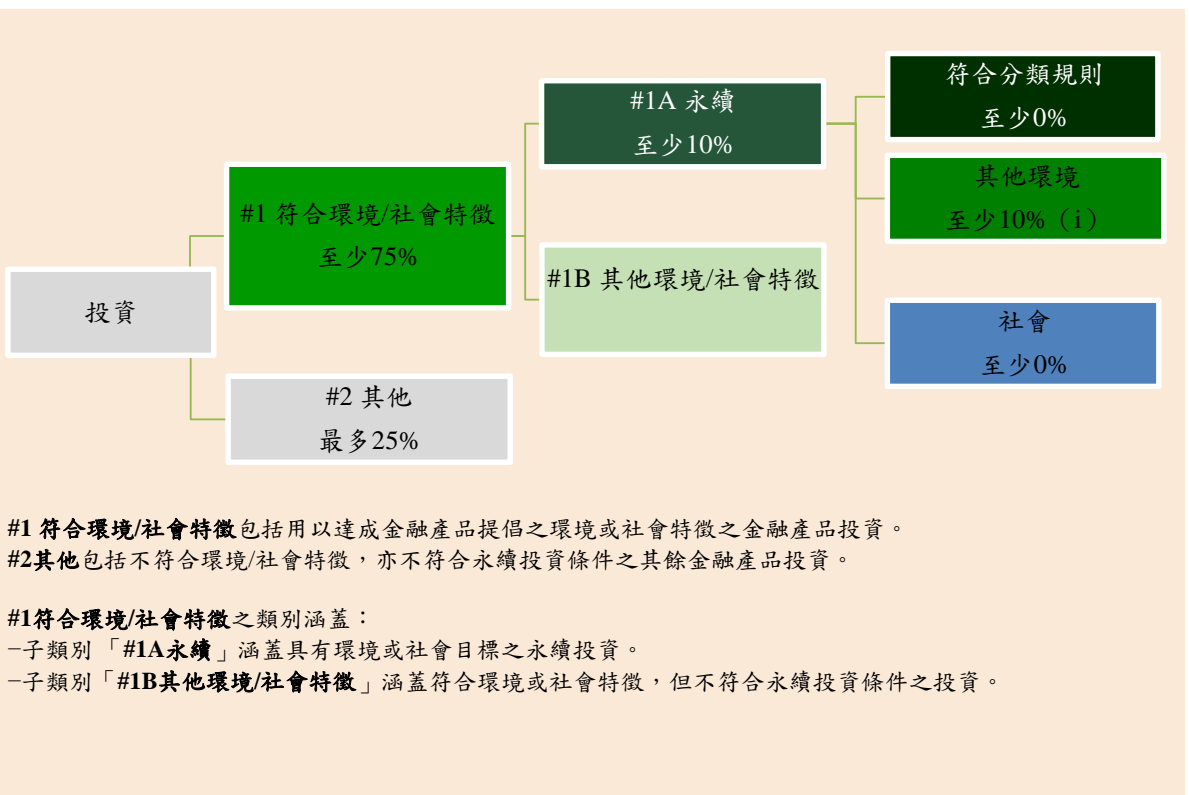 投資
#1 符合環境/社會特徵
至少75%
#2 其他
最多25%
#1A 永續
至少10%
#1B 其他環境/社會特徵
符合分類規則
至少0%
其他環境
至少10%（i）
社會
至少0%
#1 符合環境/社會特徵包括用以達成金融產品提倡之環境或社會特徵之金融產品投資。
#2其他包括不符合環境/社會特徵，亦不符合永續投資條件之其餘金融產品投資。
#1符合環境/社會特徵之類別涵蓋：
–子類別「#1A永續」涵蓋具有環境或社會目標之永續投資。
–子類別「#1B其他環境/社會特徵」涵蓋符合環境或社會特徵，但不符合永續投資條件之投資。